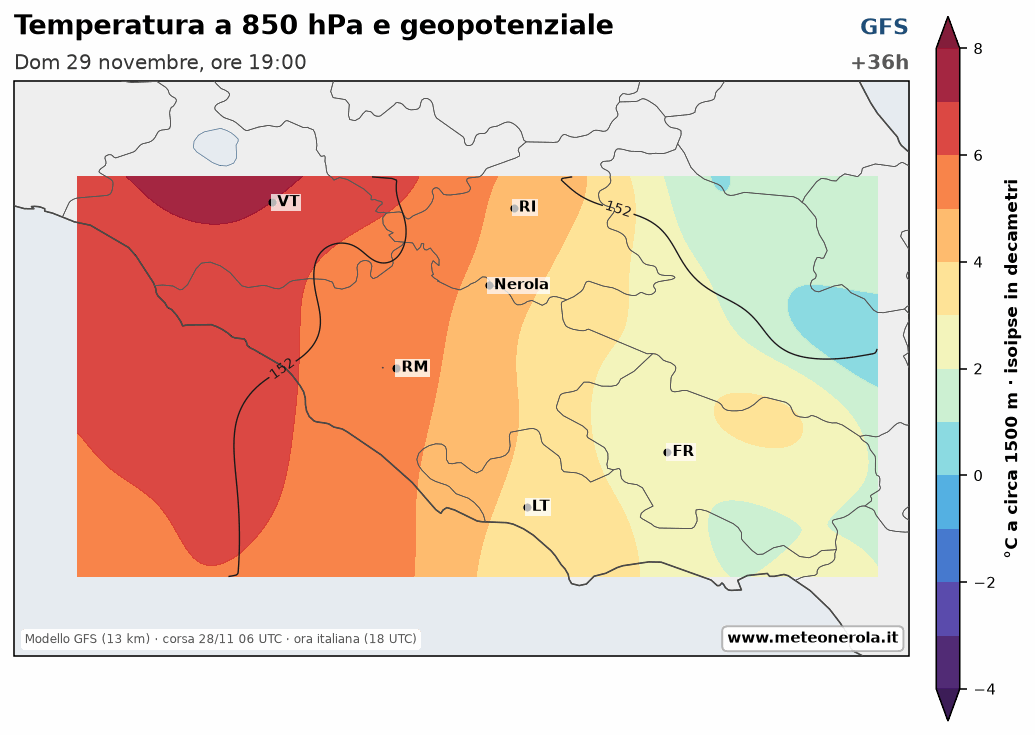 Temperatura a 850 hPa e geopotenziale
GFS
Dom 29 novembre, ore 19:00
+36h
8
6
4
2
0
−2
−4
°C a circa 1500 m · isoipse in decametri
VT
RI
152
Nerola
152
RM
FR
LT
Modello GFS (13 km) · corsa 28/11 06 UTC · ora italiana (18 UTC)
www.meteonerola.it